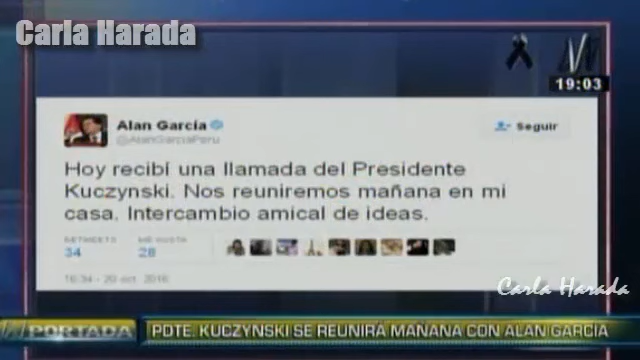 Carla Harada
N
19:03
Alan García
@AlanGarciaPeru
Seguir
Hoy recibí una llamada del Presidente
Kuczynski. Nos reuniremos mañana en mi
casa. Intercambio amical de ideas.
RETWEETS
ME GUSTA
34
28
16:34 - 20 oct. 2016
Carla Harada
PORTADA
PDTE. KUCZYNSKI SE REUNIRÁ MAÑANA CON ALAN GARCÍA